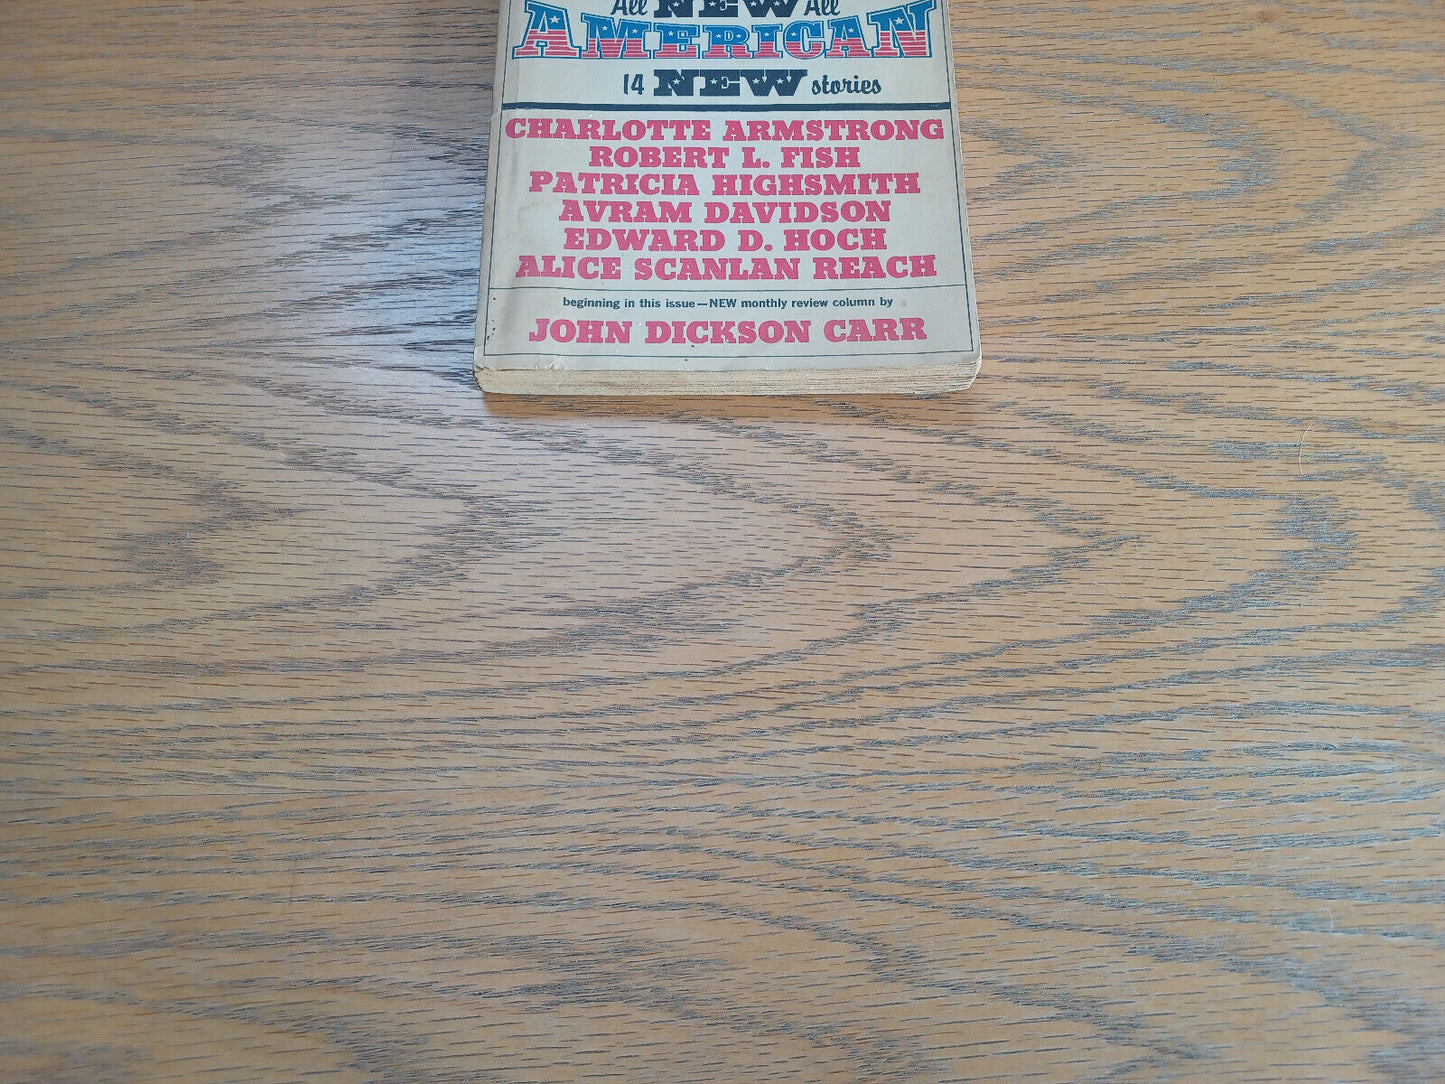 All NEW All
AMERICAN
14 NEW stories
CHARLOTTE ARMSTRONG
ROBERT L. FISH
PATRICIA HIGHSMITH
AVRAM DAVIDSON
EDWARD D. HOCH
ALICE SCANLAN REACH
beginning in this issue—NEW monthly review column by
JOHN DICKSON CARR